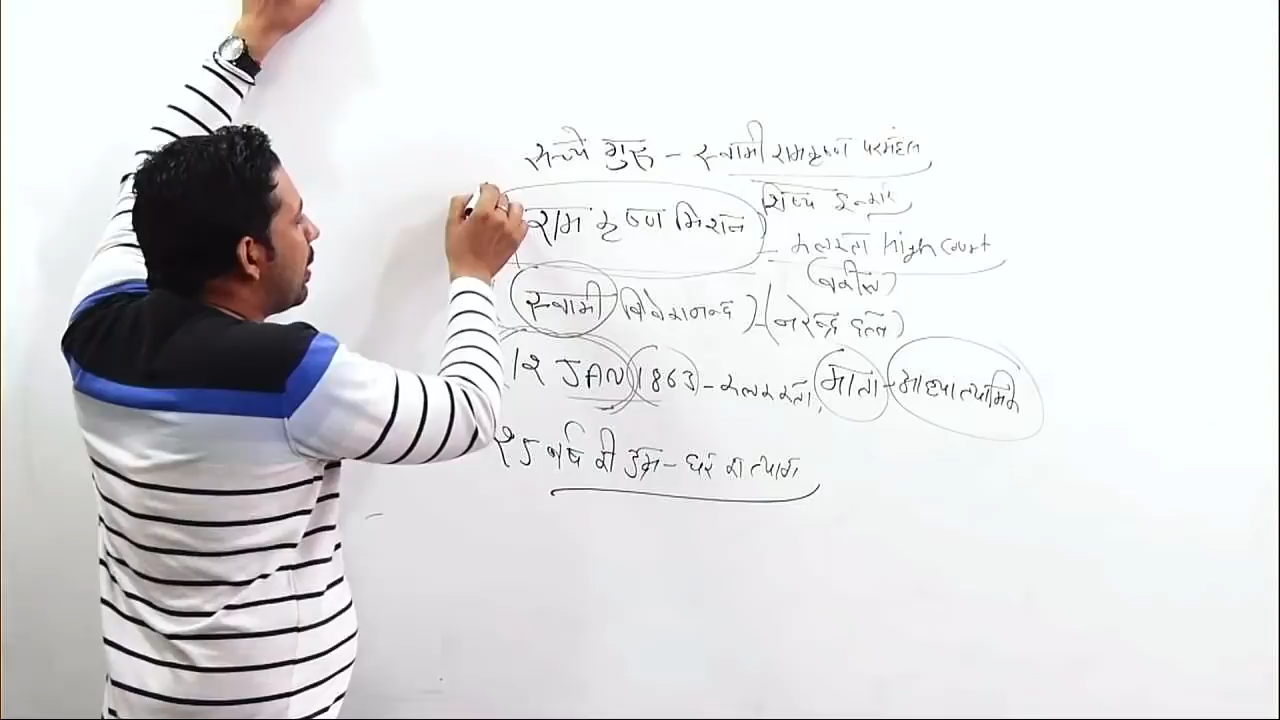 सच्चे गुरु - स्वामी रामकृष्ण परमहंस
शिष्य
राम कृष्ण मिशन
- कलकत्ता High Court
(वकील)
स्वामी विवेकानन्द) - (नरेन्द्र दत्त)
12 JAN 1863 - कलकत्ता, माता - आध्यात्मिक
25 वर्ष की उम्र - घर का त्याग